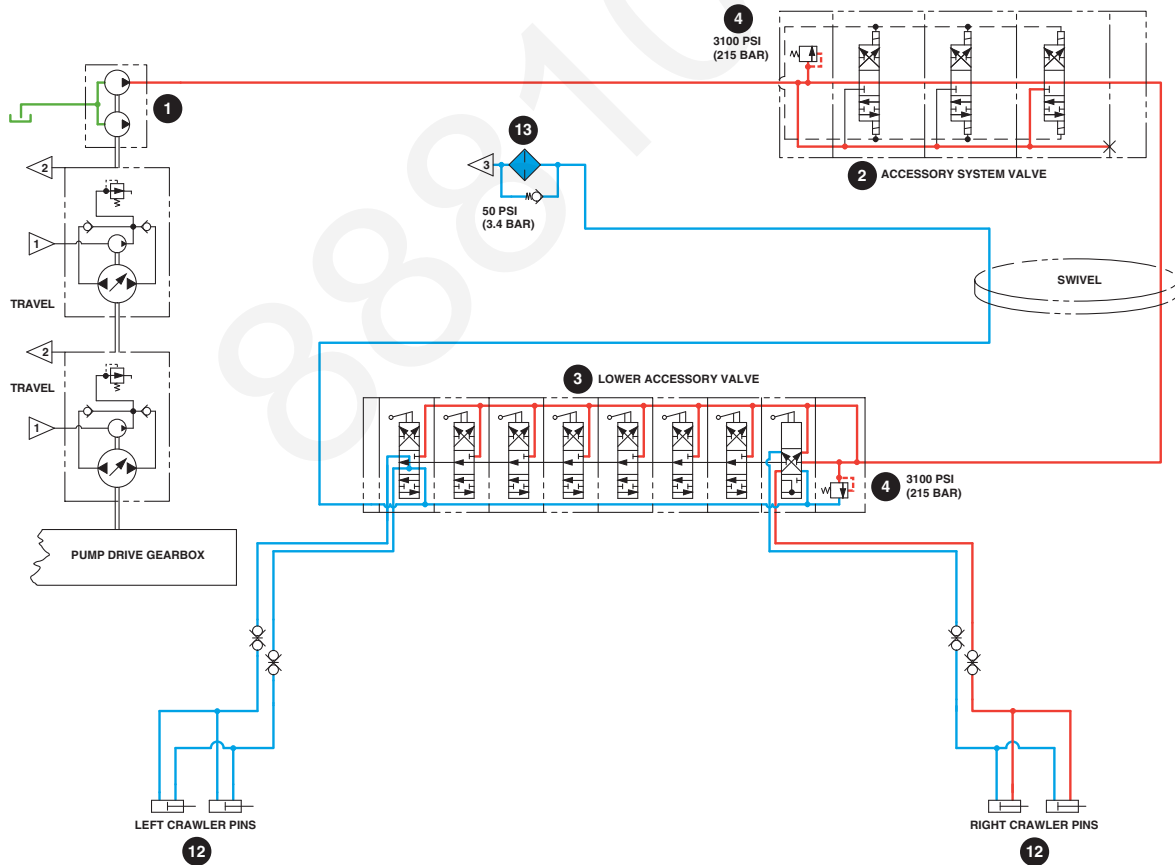 4
3100 PSI
(215 BAR)
1
13
2
3
50 PSI
(3.4 BAR)
2 ACCESSORY SYSTEM VALVE
1
TRAVEL
SWIVEL
2
TRAVEL
3 LOWER ACCESSORY VALVE
1
4
3100 PSI
(215 BAR)
PUMP DRIVE GEARBOX
LEFT CRAWLER PINS
12
RIGHT CRAWLER PINS
12